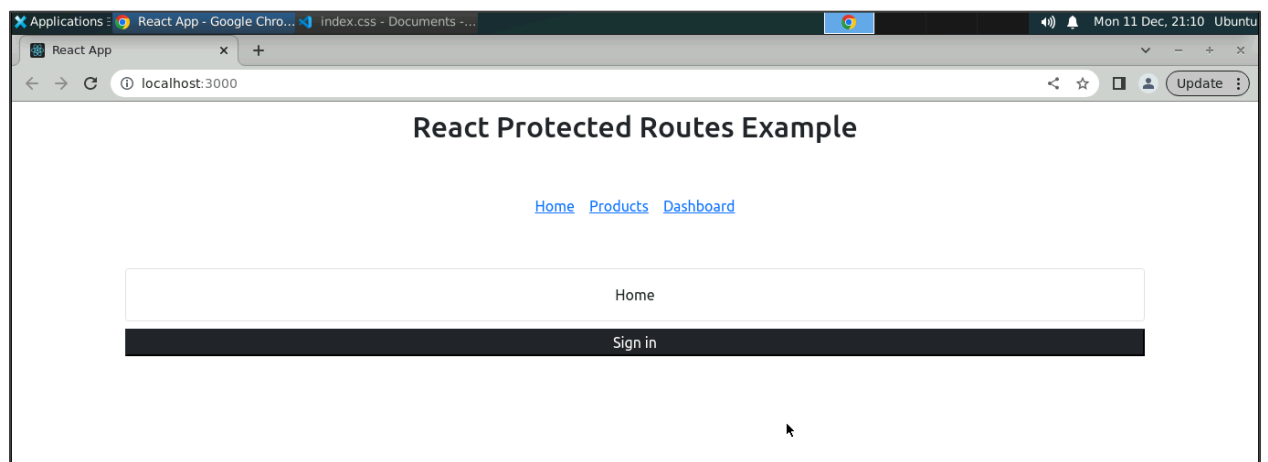 Applications
React App - Google Chro...
index.css - Documents -...
Mon 11 Dec, 21:10 Ubuntu
React App
localhost:3000
Update
React Protected Routes Example
Home Products Dashboard
Home
Sign in